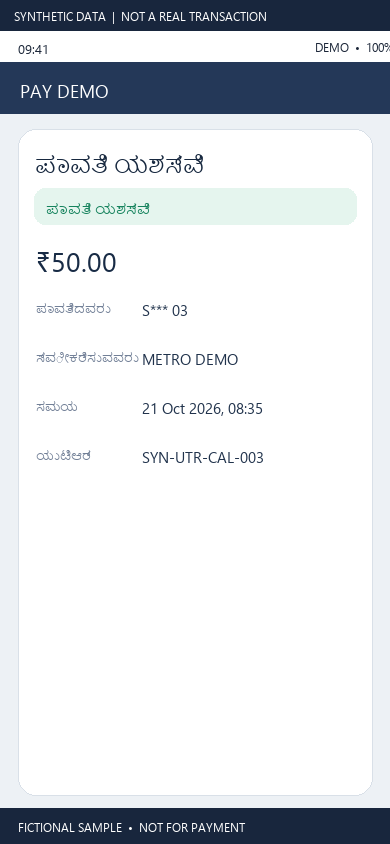 SYNTHETIC DATA | NOT A REAL TRANSACTION
09:41 DEMO • 100%
PAY DEMO
ಪಾವತಿ ಯಶಸ್ವಿ
ಪಾವತಿ ಯಶಸ್ವಿ
₹50.00
ಪಾವತಿದವರು S*** 03
ಸ್ವೀಕರಿಸುವವರು METRO DEMO
ಸಮಯ 21 Oct 2026, 08:35
ಯುಟಿಆರ್ SYN-UTR-CAL-003
FICTIONAL SAMPLE • NOT FOR PAYMENT